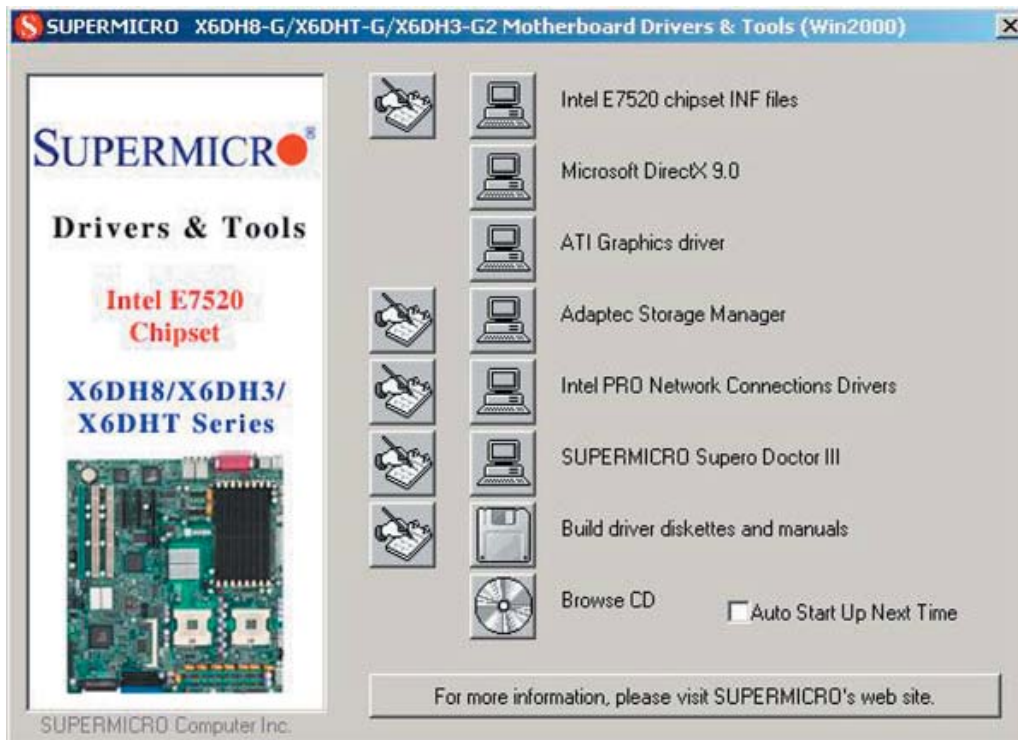 SUPERMICRO X6DH8-G/X6DHT-G/X6DH3-G2 Motherboard Drivers & Tools (Win2000)
SUPERMICRO®
Drivers & Tools
Intel E7520
Chipset
X6DH8/X6DH3/
X6DHT Series
SUPERMICRO Computer Inc.
Intel E7520 chipset INF files
Microsoft DirectX 9.0
ATI Graphics driver
Adaptec Storage Manager
Intel PRO Network Connections Drivers
SUPERMICRO Supero Doctor III
Build driver diskettes and manuals
Browse CD
Auto Start Up Next Time
For more information, please visit SUPERMICRO's web site.